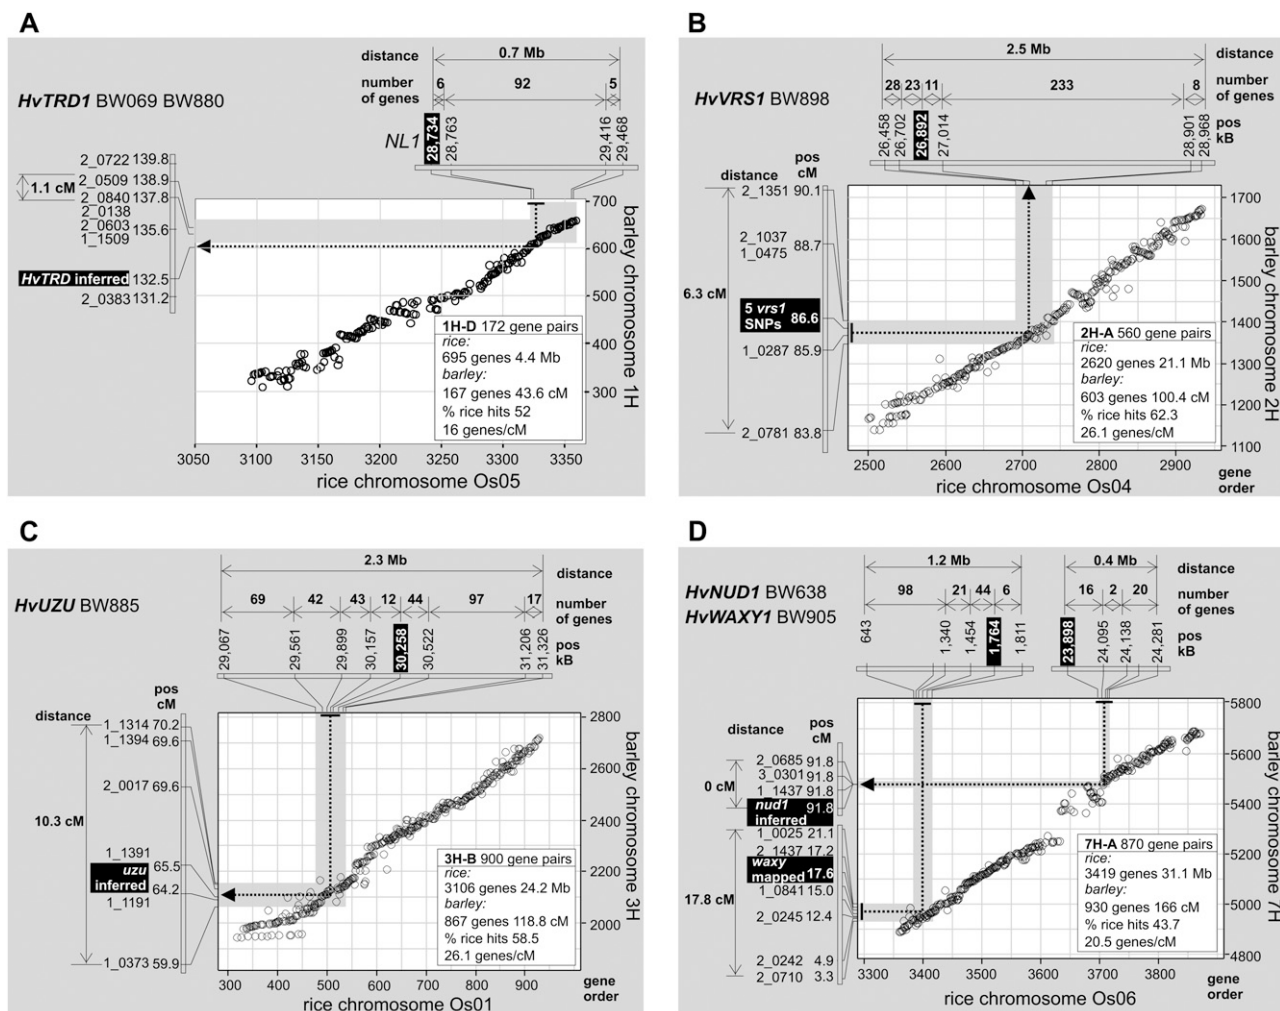 A
distance
0.7 Mb
number
of genes
6
92
5
HvTRD1 BW069 BW880
NL1
28,734
28,763
29,416
29,468
2_0722 139.8
2_0509 138.9
1.1 cM
2_0840 137.8
2_0138
2_0603 135.6
1_1509
HvTRD inferred 132.5
2_0383 131.2
700
600
500
400
300
barley chromosome 1H
1H-D 172 gene pairs
rice:
695 genes 4.4 Mb
barley:
167 genes 43.6 cM
% rice hits 52
16 genes/cM
3050
3100
3150
3200
3250
3300
3350
rice chromosome Os05
B
2.5 Mb
distance
28
23
11
233
8
number
of genes
HvVRS1 BW898
26,458
26,702
26,892
27,014
28,901
28,968
pos
kB
pos
cM
distance
2_1351 90.1
2_1037
88.7
1_0475
6.3 cM
5 vrs1
SNPs
86.6
1_0287 85.9
2_0781 83.8
1700
1600
1500
1400
1300
1200
1100
barley chromosome 2H
2H-A 560 gene pairs
rice:
2620 genes 21.1 Mb
barley:
603 genes 100.4 cM
% rice hits 62.3
26.1 genes/cM
2500
2600
2700
2800
2900
gene
order
rice chromosome Os04
C
2.3 Mb
distance
HvUZU BW885
69
42
43
12
44
97
17
number
of genes
29,067
29,561
29,899
30,157
30,258
30,522
31,206
31,326
pos
kB
pos
cM
distance
1_1314 70.2
1_1394 69.6
2_0017 69.6
10.3 cM
1_1391
65.5
uzu
inferred
64.2
1_1191
1_0373 59.9
2800
2600
2400
2200
2000
barley chromosome 3H
3H-B 900 gene pairs
rice:
3106 genes 24.2 Mb
barley:
867 genes 118.8 cM
% rice hits 58.5
26.1 genes/cM
300
400
500
600
700
800
900
gene
order
rice chromosome Os01
D
1.2 Mb
0.4 Mb
distance
HvNUD1 BW638
HvWAXY1 BW905
98
21
44
6
16
2
20
number
of genes
643
1,340
1,454
1,764
1,811
23,898
24,095
24,138
24,281
pos
kB
distance
pos
cM
2_0685 91.8
3_0301 91.8
0 cM
1_1437 91.8
nud1
inferred
91.8
1_0025 21.1
2_1437 17.2
waxy
mapped
17.6
1_0841 15.0
17.8 cM
2_0245 12.4
2_0242 4.9
2_0710 3.3
5800
5600
5400
5200
5000
4800
barley chromosome 7H
7H-A 870 gene pairs
rice:
3419 genes 31.1 Mb
barley:
930 genes 166 cM
% rice hits 43.7
20.5 genes/cM
3300
3400
3500
3600
3700
3800
gene
order
rice chromosome Os06